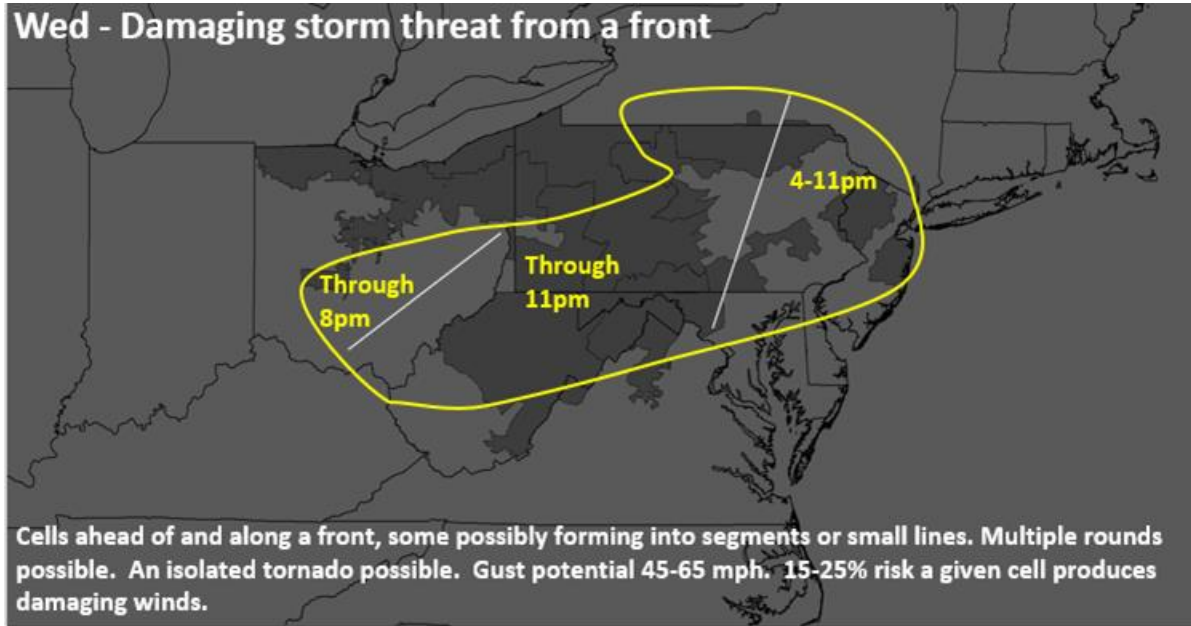 Wed - Damaging storm threat from a front
4-11pm
Through
8pm
Through
11pm
Cells ahead of and along a front, some possibly forming into segments or small lines. Multiple rounds
possible.  An isolated tornado possible.  Gust potential 45-65 mph.  15-25% risk a given cell produces
damaging winds.